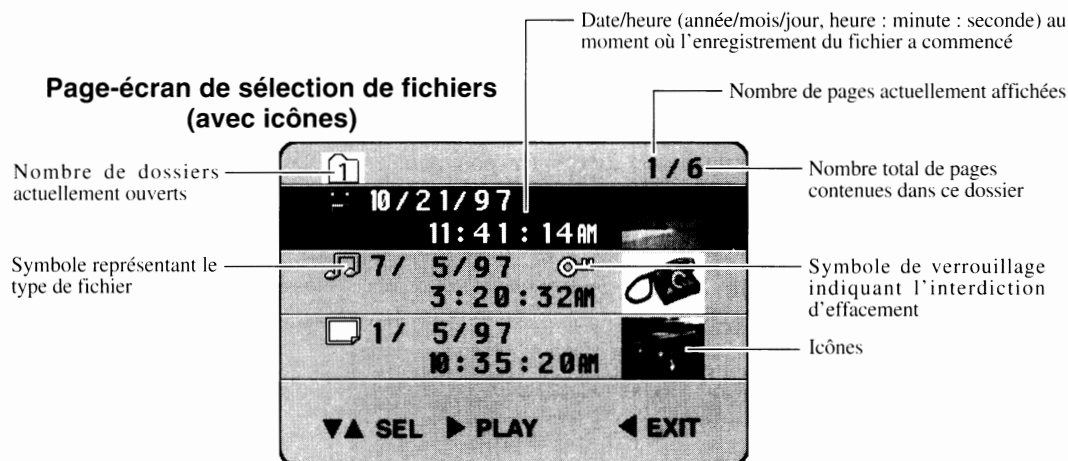 Date/heure (année/mois/jour, heure : minute : seconde) au
moment où l'enregistrement du fichier a commencé
Page-écran de sélection de fichiers
(avec icônes)
Nombre de pages actuellement affichées
Nombre de dossiers
actuellement ouverts
1
1/6
Nombre total de pages
contenues dans ce dossier
10/21/97
11:41:14AM
Symbole représentant le
type de fichier
7/ 5/97
3:20:32AM
Symbole de verrouillage
indiquant l'interdiction
d'effacement
1/ 5/97
10:35:20AM
Icônes
▼▲ SEL ▶ PLAY ◀ EXIT